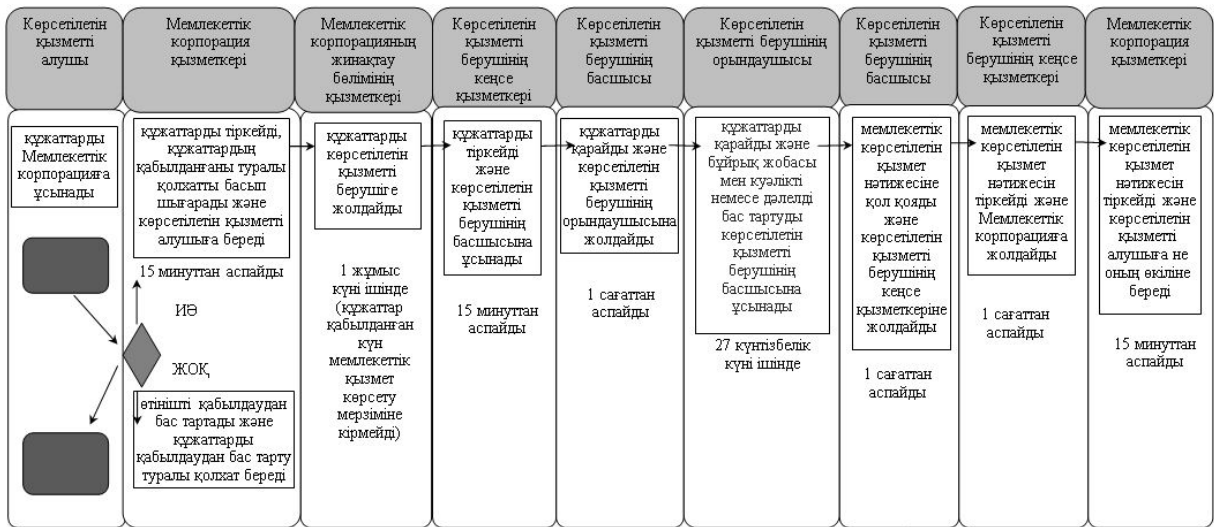 Көрсетілетін
қызметті
алушы
Мемлекеттік
корпорация
қызметкері
Мемлекеттік
корпорацияның
жинақтау
бөлімінің
қызметкері
Көрсетілетін
қызметті
берушінің
кеңсе
қызметкері
Көрсетілетін
қызметті
берушінің
басшысы
Көрсетілетін
қызметті берушінің
орындаушысы
Көрсетілетін
қызметті
берушінің
басшысы
Көрсетілетін
қызметті
берушінің кеңсе
қызметкері
Мемлекеттік
корпорация
қызметкері
құжаттарды
Мемлекеттік
корпорацияға
ұсынады
құжаттарды тіркейді,
құжаттардың
қабылданғаны туралы
қолхатты басып
шығарады және
көрсетілетін қызметті
алушыға береді
15 минуттан аспайды
ИӘ
ЖОҚ
өтінішті қабылдаудан
бас тартады және
құжаттарды
қабылдаудан бас тарту
туралы қолхат береді
құжаттарды
көрсетілетін
қызметті
берушіге
жолдайды
1 жұмыс
күні ішінде
(құжаттар
қабылданған
күн
мемлекеттік
қызмет
көрсету
мерзіміне
кірмейді)
құжаттарды
тіркейді
және
көрсетілетін
қызметті
берушінің
басшысына
ұсынады
15 минуттан
аспайды
құжаттарды
қарайды және
көрсетілетін
қызметті
берушінің
орындаушысына
жолдайды
1 сағаттан
аспайды
құжаттарды
қарайды және
бұйрық жобасы
мен куәлікті
немесе дәлелді
бас тартуды
көрсетілетін
қызметті
берушінің
басшысына
ұсынады
27 күнтізбелік
күні ішінде
мемлекеттік
көрсетілетін
қызмет
нәтижесіне
қол қояды
және
көрсетілетін
қызметті
берушінің
кеңсе
қызметкеріне
жолдайды
1 сағаттан
аспайды
мемлекеттік
көрсетілетін
қызмет
нәтижесін
тіркейді және
Мемлекеттік
корпорацияға
жолдайды
1 сағаттан
аспайды
мемлекеттік
көрсетілетін
қызмет
нәтижесін
тіркейді және
көрсетілетін
қызметті
алушыға не
оның өкіліне
береді
15 минуттан
аспайды